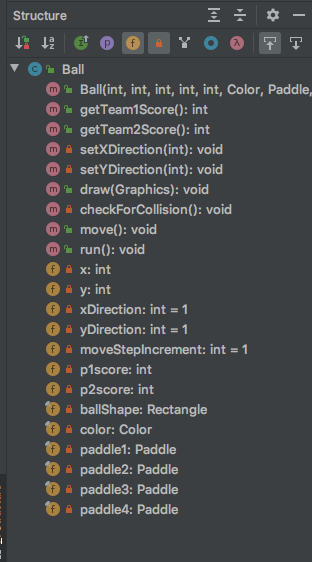 Structure
Ball
Ball(int, int, int, int, int, Color, Paddle,
getTeam1Score(): int
getTeam2Score(): int
setXDirection(int): void
setYDirection(int): void
draw(Graphics): void
checkForCollision(): void
move(): void
run(): void
x: int
y: int
xDirection: int = 1
yDirection: int = 1
moveStepIncrement: int = 1
p1score: int
p2score: int
ballShape: Rectangle
color: Color
paddle1: Paddle
paddle2: Paddle
paddle3: Paddle
paddle4: Paddle